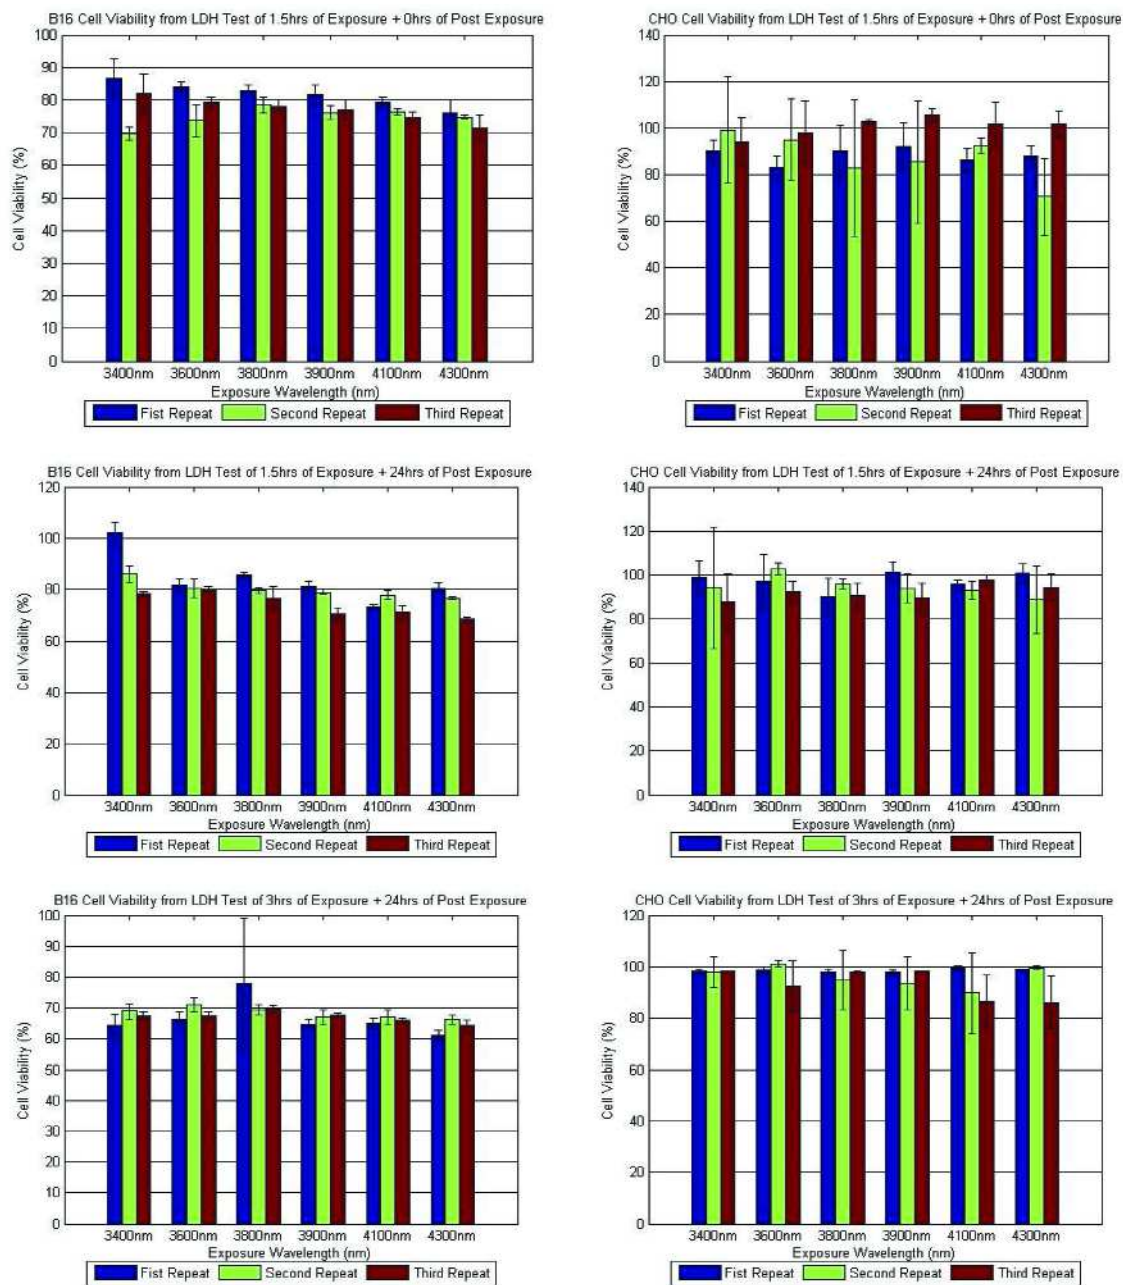 B16 Cell Viability from LDH Test of 1.5hrs of Exposure + 0hrs of Post Exposure
100
90
80
70
60
50
40
30
20
10
0
Cell Viability (%)
3400nm 3600nm 3800nm 3900nm 4100nm 4300nm
Exposure Wavelength (nm)
Fist Repeat Second Repeat Third Repeat
CHO Cell Viability from LDH Test of 1.5hrs of Exposure + 0hrs of Post Exposure
140
120
100
80
60
40
20
0
Cell Viability (%)
3400nm 3600nm 3800nm 3900nm 4100nm 4300nm
Exposure Wavelength (nm)
Fist Repeat Second Repeat Third Repeat
B16 Cell Viability from LDH Test of 1.5hrs of Exposure + 24hrs of Post Exposure
120
100
80
60
40
20
0
Cell Viability (%)
3400nm 3600nm 3800nm 3900nm 4100nm 4300nm
Exposure Wavelength (nm)
Fist Repeat Second Repeat Third Repeat
CHO Cell Viability from LDH Test of 1.5hrs of Exposure + 24hrs of Post Exposure
140
120
100
80
60
40
20
0
Cell Viability (%)
3400nm 3600nm 3800nm 3900nm 4100nm 4300nm
Exposure Wavelength (nm)
Fist Repeat Second Repeat Third Repeat
B16 Cell Viability from LDH Test of 3hrs of Exposure + 24hrs of Post Exposure
100
90
80
70
60
50
40
30
20
10
0
Cell Viability (%)
3400nm 3600nm 3800nm 3900nm 4100nm 4300nm
Exposure Wavelength (nm)
Fist Repeat Second Repeat Third Repeat
CHO Cell Viability from LDH Test of 3hrs of Exposure + 24hrs of Post Exposure
120
100
80
60
40
20
0
Cell Viability (%)
3400nm 3600nm 3800nm 3900nm 4100nm 4300nm
Exposure Wavelength (nm)
Fist Repeat Second Repeat Third Repeat